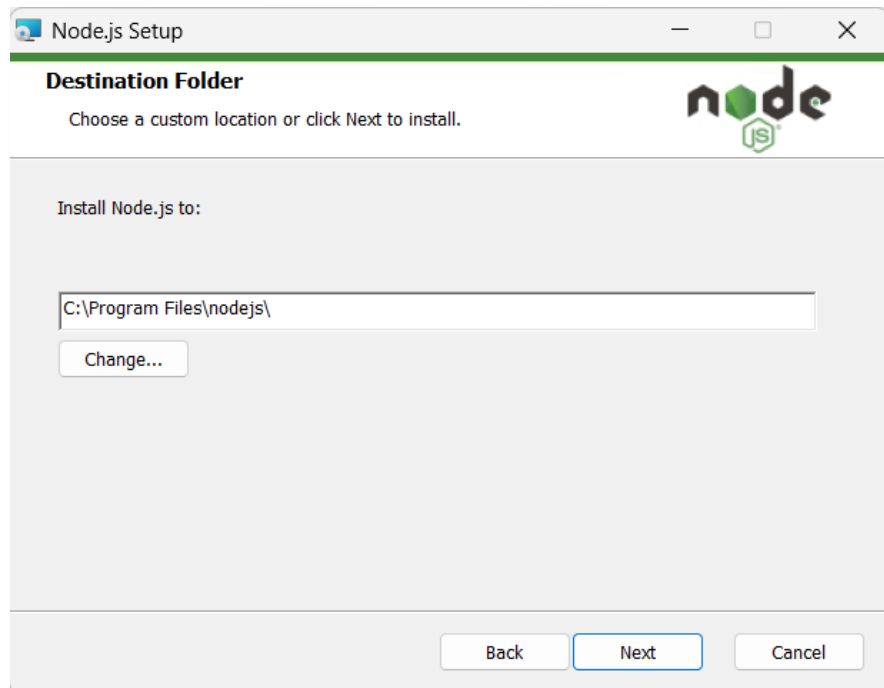 Node.js Setup
Destination Folder
Choose a custom location or click Next to install.
node
JS
Install Node.js to:
C:\Program Files\nodejs\
Change...
Back
Next
Cancel